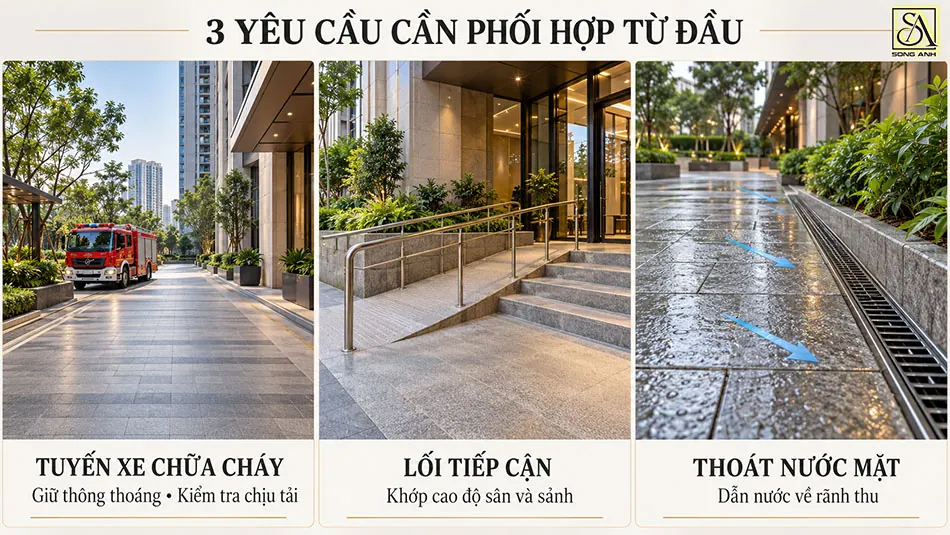 3 YÊU CẦU CẦN PHỐI HỢP TỪ ĐẦU
SA
SONG ANH
TUYẾN XE CHỮA CHÁY
Giữ thông thoáng • Kiểm tra chịu tải
LỐI TIẾP CẬN
Khớp cao độ sân và sảnh
THOÁT NƯỚC MẶT
Dẫn nước về rãnh thu